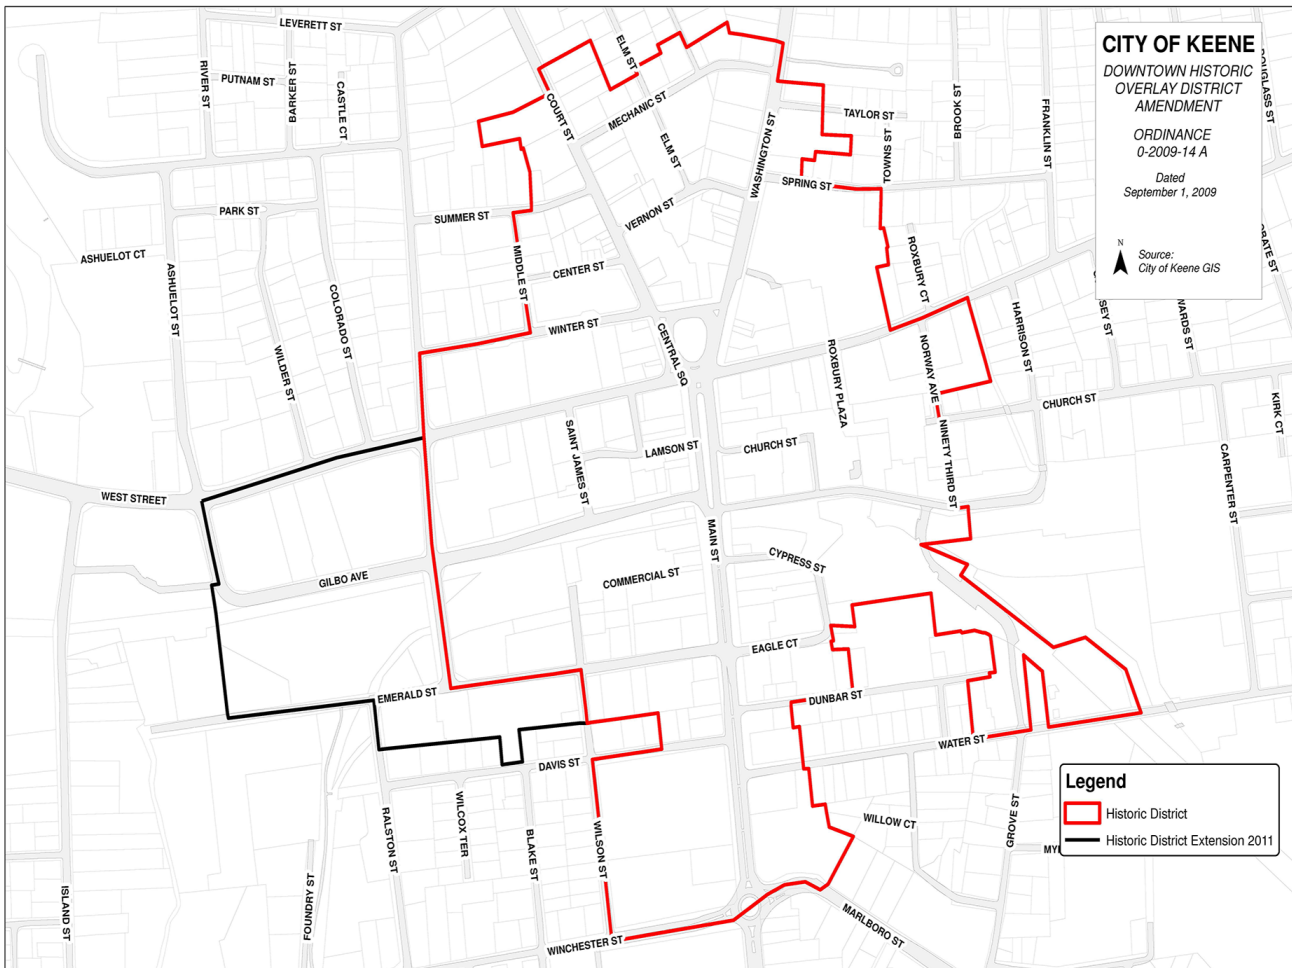 CITY OF KEENE
DOWNTOWN HISTORIC
OVERLAY DISTRICT
AMENDMENT
ORDINANCE
0-2009-14 A
Dated
September 1, 2009
N
Source:
City of Keene GIS
LEVERETT ST
RIVER ST
PUTNAM ST
BARKER ST
CASTLE CT
ELM ST
COURT ST
MECHANIC ST
ELM ST
WASHINGTON ST
TAYLOR ST
TOWNS ST
BROOK ST
FRANKLIN ST
SPRING ST
PARK ST
SUMMER ST
VERNON ST
ASHUELOT CT
ASHUELOT ST
COLORADO ST
WILDER ST
MIDDLE ST
CENTER ST
WINTER ST
CENTRAL SQ
ROXBURY CT
ROXBURY PLAZA
NORWAY AVE
HARRISON ST
CHURCH ST
KIRK CT
CARPENTER ST
WEST STREET
SAINT JAMES ST
LAMSON ST
CHURCH ST
NINETY THIRD ST
MAIN ST
GILBO AVE
COMMERCIAL ST
CYPRESS ST
EAGLE CT
EMERALD ST
DUNBAR ST
WATER ST
DAVIS ST
WILCOX TER
RALSTON ST
BLAKE ST
WILSON ST
FOUNDRY ST
ISLAND ST
WINCHESTER ST
MARLBORO ST
WILLOW CT
GROVE ST
Legend
Historic District
Historic District Extension 2011